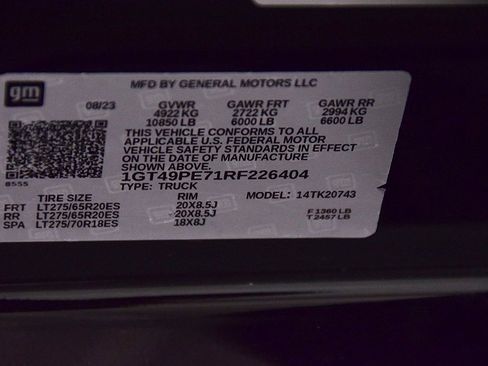 gm
MFD BY GENERAL MOTORS LLC
08/23 GVWR GAWR FRT GAWR RR
4922 KG 2722 KG 2994 KG
10850 LB 6000 LB 6600 LB
THIS VEHICLE CONFORMS TO ALL
APPLICABLE U.S. FEDERAL MOTOR
VEHICLE SAFETY STANDARDS IN EFFECT
ON THE DATE OF MANUFACTURE
SHOWN ABOVE.
1GT49PE71RF226404
TYPE: TRUCK MODEL: 14TK20743
TIRE SIZE RIM
FRT LT275/65R20ES 20X8.5J F 1360 LB
RR LT275/65R20ES 20X8.5J T 2457 LB
SPA LT275/70R18ES 18X8J